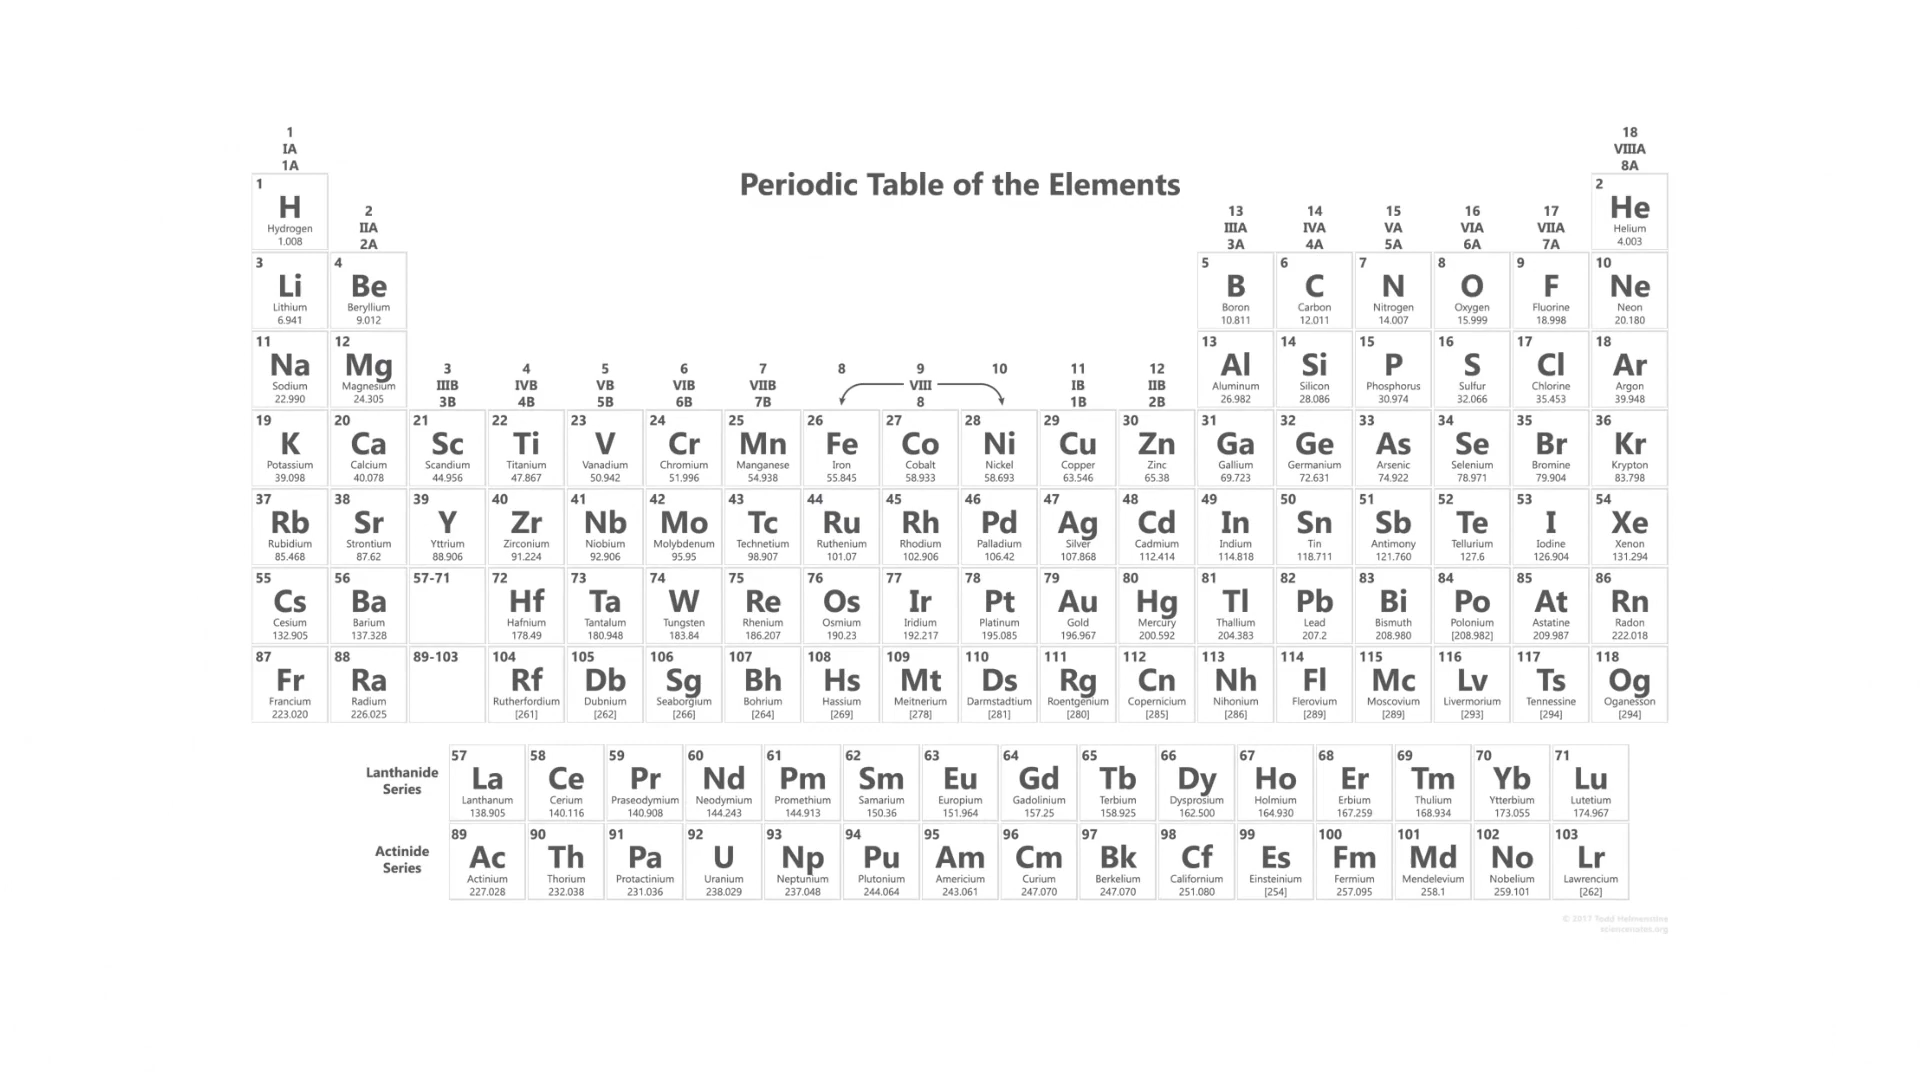 1
IA
1A
18
VIIIA
8A
Periodic Table of the Elements
1
H
Hydrogen
1.008
2
IIA
2A
13
IIIA
3A
14
IVA
4A
15
VA
5A
16
VIA
6A
17
VIIA
7A
2
He
Helium
4.003
3
Li
Lithium
6.941
4
Be
Beryllium
9.012
5
B
Boron
10.811
6
C
Carbon
12.011
7
N
Nitrogen
14.007
8
O
Oxygen
15.999
9
F
Fluorine
18.998
10
Ne
Neon
20.180
11
Na
Sodium
22.990
12
Mg
Magnesium
24.305
3
IIIB
3B
4
IVB
4B
5
VB
5B
6
VIB
6B
7
VIIB
7B
8
9
VIII
8
10
11
IB
1B
12
IIB
2B
13
Al
Aluminum
26.982
14
Si
Silicon
28.086
15
P
Phosphorus
30.974
16
S
Sulfur
32.066
17
Cl
Chlorine
35.453
18
Ar
Argon
39.948
19
K
Potassium
39.098
20
Ca
Calcium
40.078
21
Sc
Scandium
44.956
22
Ti
Titanium
47.867
23
V
Vanadium
50.942
24
Cr
Chromium
51.996
25
Mn
Manganese
54.938
26
Fe
Iron
55.845
27
Co
Cobalt
58.933
28
Ni
Nickel
58.693
29
Cu
Copper
63.546
30
Zn
Zinc
65.38
31
Ga
Gallium
69.723
32
Ge
Germanium
72.631
33
As
Arsenic
74.922
34
Se
Selenium
78.971
35
Br
Bromine
79.904
36
Kr
Krypton
83.798
37
Rb
Rubidium
85.468
38
Sr
Strontium
87.62
39
Y
Yttrium
88.906
40
Zr
Zirconium
91.224
41
Nb
Niobium
92.906
42
Mo
Molybdenum
95.95
43
Tc
Technetium
98.907
44
Ru
Ruthenium
101.07
45
Rh
Rhodium
102.906
46
Pd
Palladium
106.42
47
Ag
Silver
107.868
48
Cd
Cadmium
112.414
49
In
Indium
114.818
50
Sn
Tin
118.711
51
Sb
Antimony
121.760
52
Te
Tellurium
127.6
53
I
Iodine
126.904
54
Xe
Xenon
131.294
55
Cs
Cesium
132.905
56
Ba
Barium
137.328
57-71
72
Hf
Hafnium
178.49
73
Ta
Tantalum
180.948
74
W
Tungsten
183.84
75
Re
Rhenium
186.207
76
Os
Osmium
190.23
77
Ir
Iridium
192.217
78
Pt
Platinum
195.085
79
Au
Gold
196.967
80
Hg
Mercury
200.592
81
Tl
Thallium
204.383
82
Pb
Lead
207.2
83
Bi
Bismuth
208.980
84
Po
Polonium
[208.982]
85
At
Astatine
209.987
86
Rn
Radon
222.018
87
Fr
Francium
223.020
88
Ra
Radium
226.025
89-103
104
Rf
Rutherfordium
[261]
105
Db
Dubnium
[262]
106
Sg
Seaborgium
[266]
107
Bh
Bohrium
[264]
108
Hs
Hassium
[269]
109
Mt
Meitnerium
[278]
110
Ds
Darmstadtium
[281]
111
Rg
Roentgenium
[280]
112
Cn
Copernicium
[285]
113
Nh
Nihonium
[286]
114
Fl
Flerovium
[289]
115
Mc
Moscovium
[289]
116
Lv
Livermorium
[293]
117
Ts
Tennessine
[294]
118
Og
Oganesson
[294]
Lanthanide
Series
57
La
Lanthanum
138.905
58
Ce
Cerium
140.116
59
Pr
Praseodymium
140.908
60
Nd
Neodymium
144.243
61
Pm
Promethium
144.913
62
Sm
Samarium
150.36
63
Eu
Europium
151.964
64
Gd
Gadolinium
157.25
65
Tb
Terbium
158.925
66
Dy
Dysprosium
162.500
67
Ho
Holmium
164.930
68
Er
Erbium
167.259
69
Tm
Thulium
168.934
70
Yb
Ytterbium
173.055
71
Lu
Lutetium
174.967
Actinide
Series
89
Ac
Actinium
227.028
90
Th
Thorium
232.038
91
Pa
Protactinium
231.036
92
U
Uranium
238.029
93
Np
Neptunium
237.048
94
Pu
Plutonium
244.064
95
Am
Americium
243.061
96
Cm
Curium
247.070
97
Bk
Berkelium
247.070
98
Cf
Californium
251.080
99
Es
Einsteinium
[254]
100
Fm
Fermium
257.095
101
Md
Mendelevium
258.1
102
No
Nobelium
259.101
103
Lr
Lawrencium
[262]
© 2017 Todd Helmenstine
sciencenotes.org